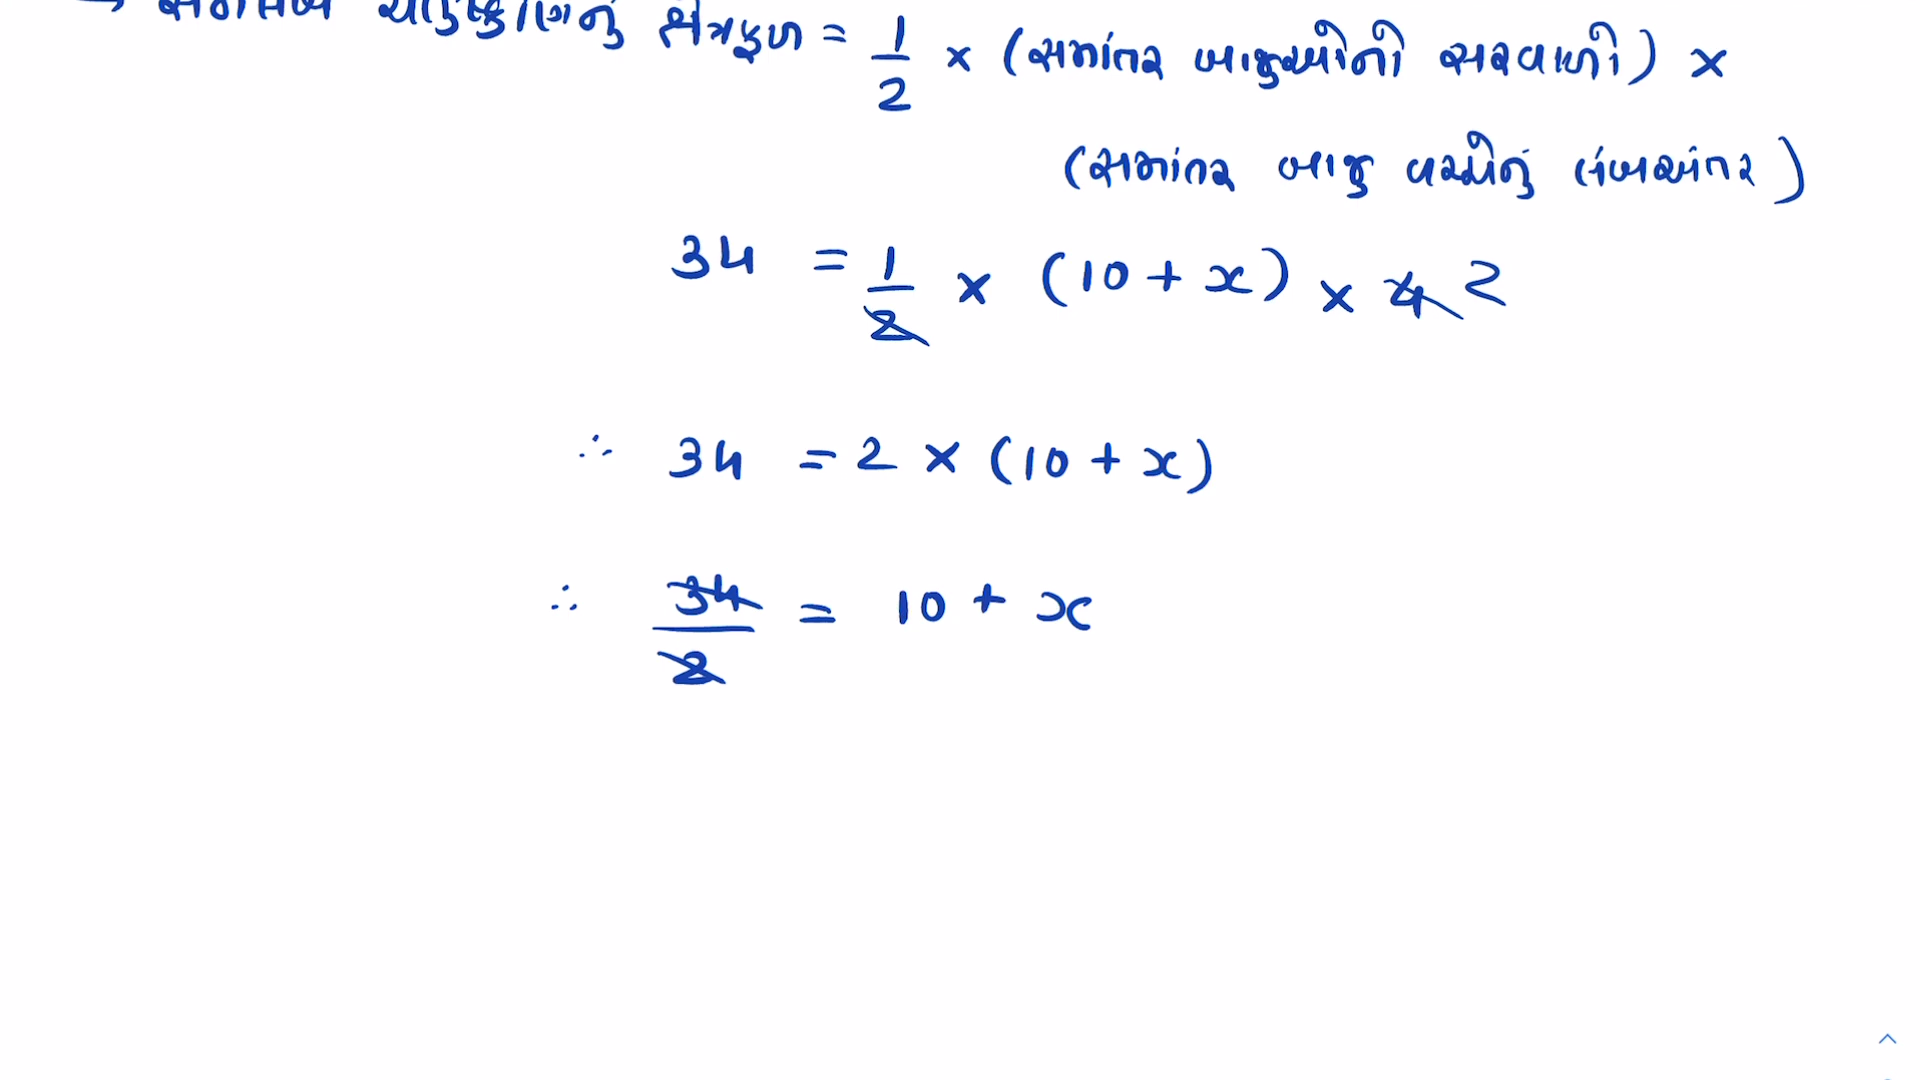 → સમલંબ ચતુષ્કોણનું ક્ષેત્રફળ = 1/2 × (સમાંતર બાજુઓનો સરવાળો) ×
(સમાંતર બાજુ વચ્ચેનું લંબઅંતર)
34 = 1/2 × (10 + x) × 4 2
∴ 34 = 2 × (10 + x)
∴ 34/2 = 10 + x